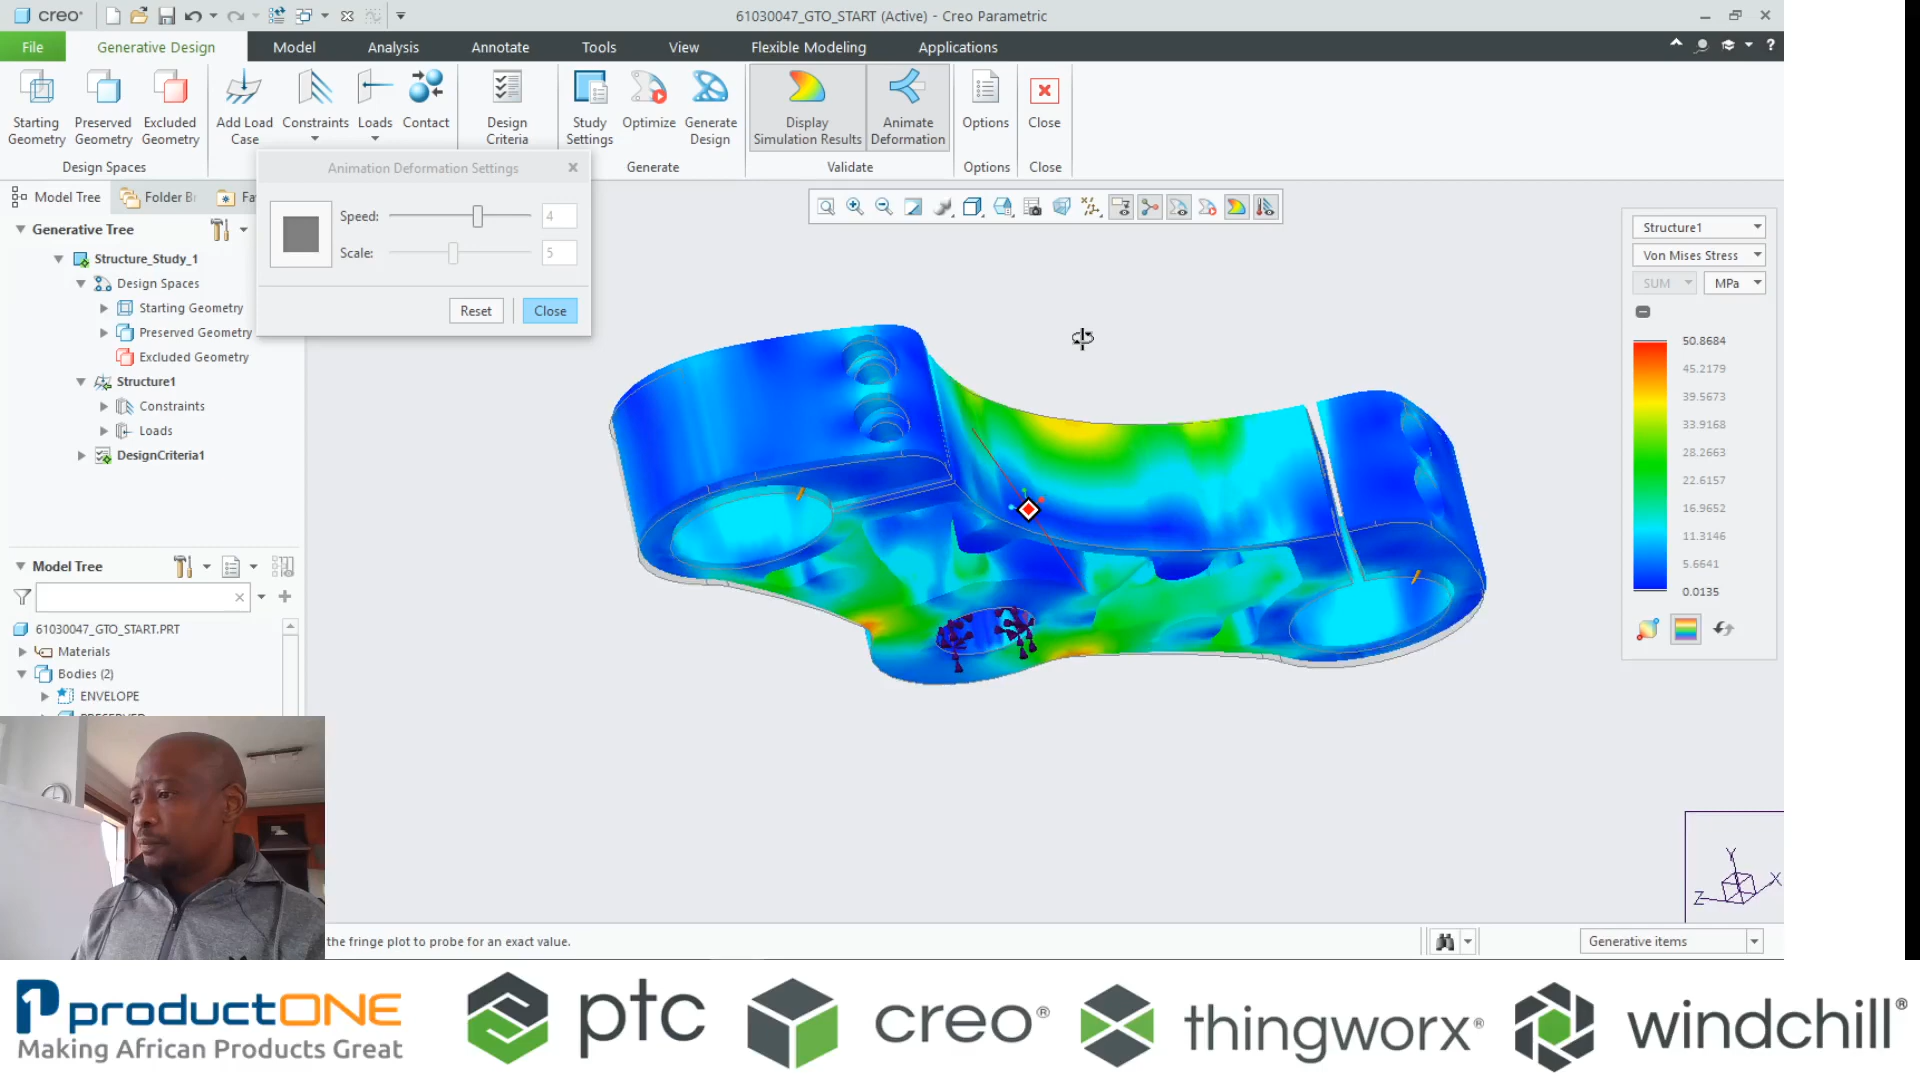 creo®
61030047_GTO_START (Active) - Creo Parametric
File
Generative Design
Model
Analysis
Annotate
Tools
View
Flexible Modeling
Applications
Starting Geometry
Preserved Geometry
Excluded Geometry
Add Load Case
Constraints
Loads
Contact
Design Criteria
Study Settings
Optimize
Generate Design
Display Simulation Results
Animate Deformation
Options
Close
Design Spaces
Generate
Validate
Options
Close
Animation Deformation Settings
Speed: 4
Scale: 5
Reset
Close
Model Tree
Folder Br
Fa
Generative Tree
Structure_Study_1
Design Spaces
Starting Geometry
Preserved Geometry
Excluded Geometry
Structure1
Constraints
Loads
DesignCriteria1
Model Tree
61030047_GTO_START.PRT
Materials
Bodies (2)
ENVELOPE
Structure1
Von Mises Stress
SUM
MPa
50.8684
45.2179
39.5673
33.9168
28.2663
22.6157
16.9652
11.3146
5.6641
0.0135
Y
X
Z
the fringe plot to probe for an exact value.
Generative items
productONE
Making African Products Great
ptc
creo®
thingworx®
windchill®